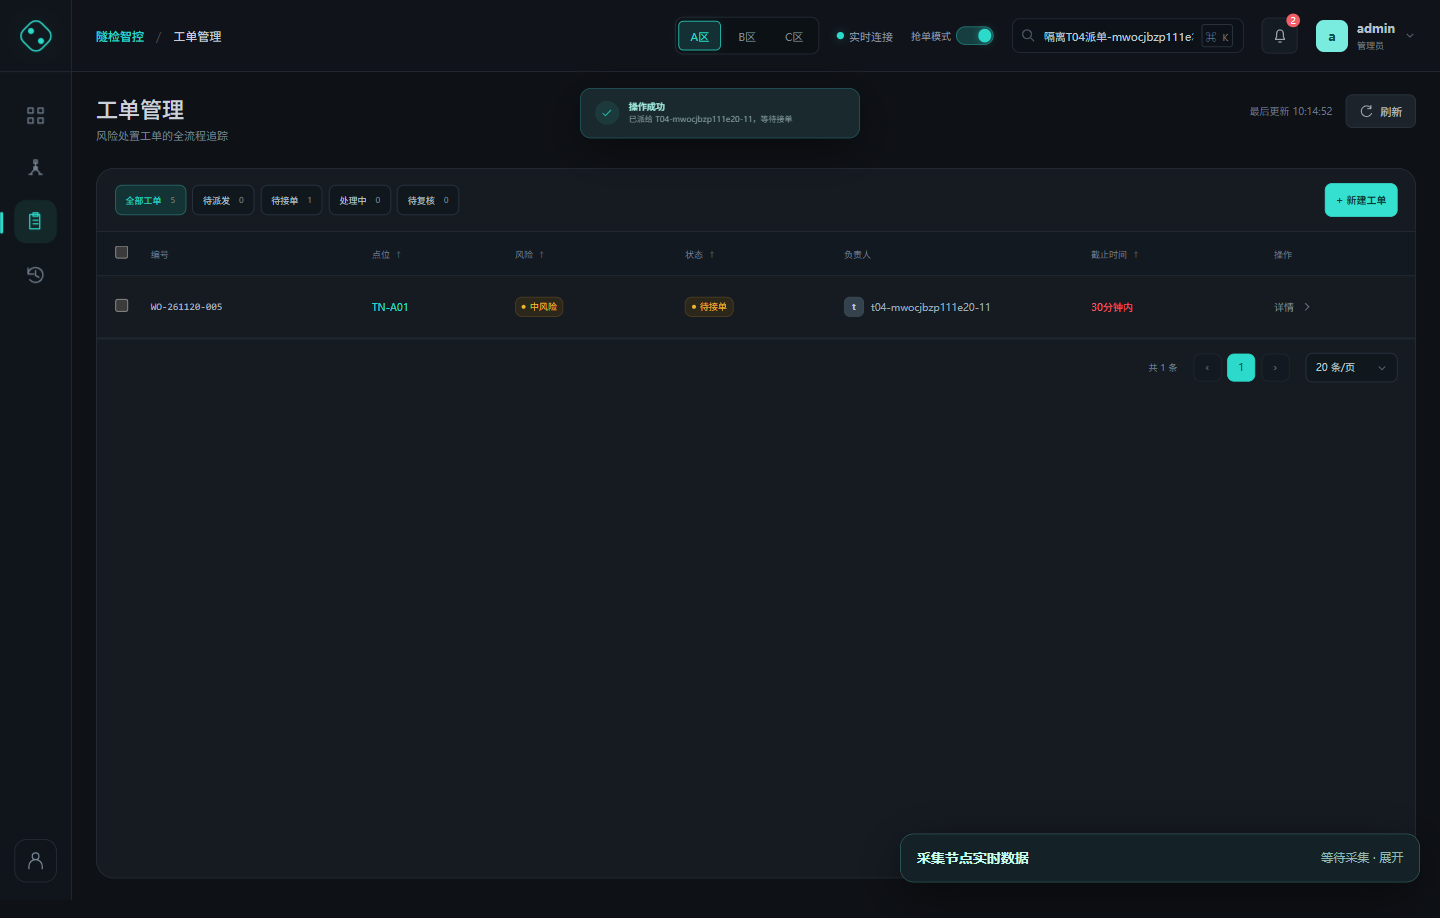 隧检智控 / 工单管理
A区 B区 C区
实时连接
抢单模式
隔离T04派单-mwocjbzp111e
⌘ K
2
a
admin
管理员
工单管理
风险处置工单的全流程追踪
操作成功
已派给 T04-mwocjbzp111e20-11，等待接单
最后更新 10:14:52
刷新
全部工单 5
待派发 0
待接单 1
处理中 0
待复核 0
+ 新建工单
编号 点位 ↑ 风险 ↑ 状态 ↑ 负责人 截止时间 ↑ 操作
WO-261120-005 TN-A01 中风险 待接单 t t04-mwocjbzp111e20-11 30分钟内 详情 >
共 1 条 ‹ 1 › 20 条/页
采集节点实时数据 等待采集 · 展开